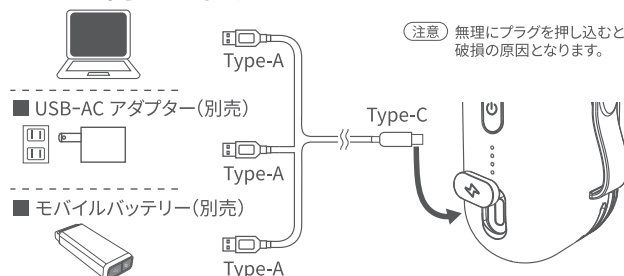 Type-A
注意 無理にプラグを押し込むと
破損の原因となります。
■ USB-AC アダプター(別売)
Type-C
Type-A
■ モバイルバッテリー(別売)
Type-A